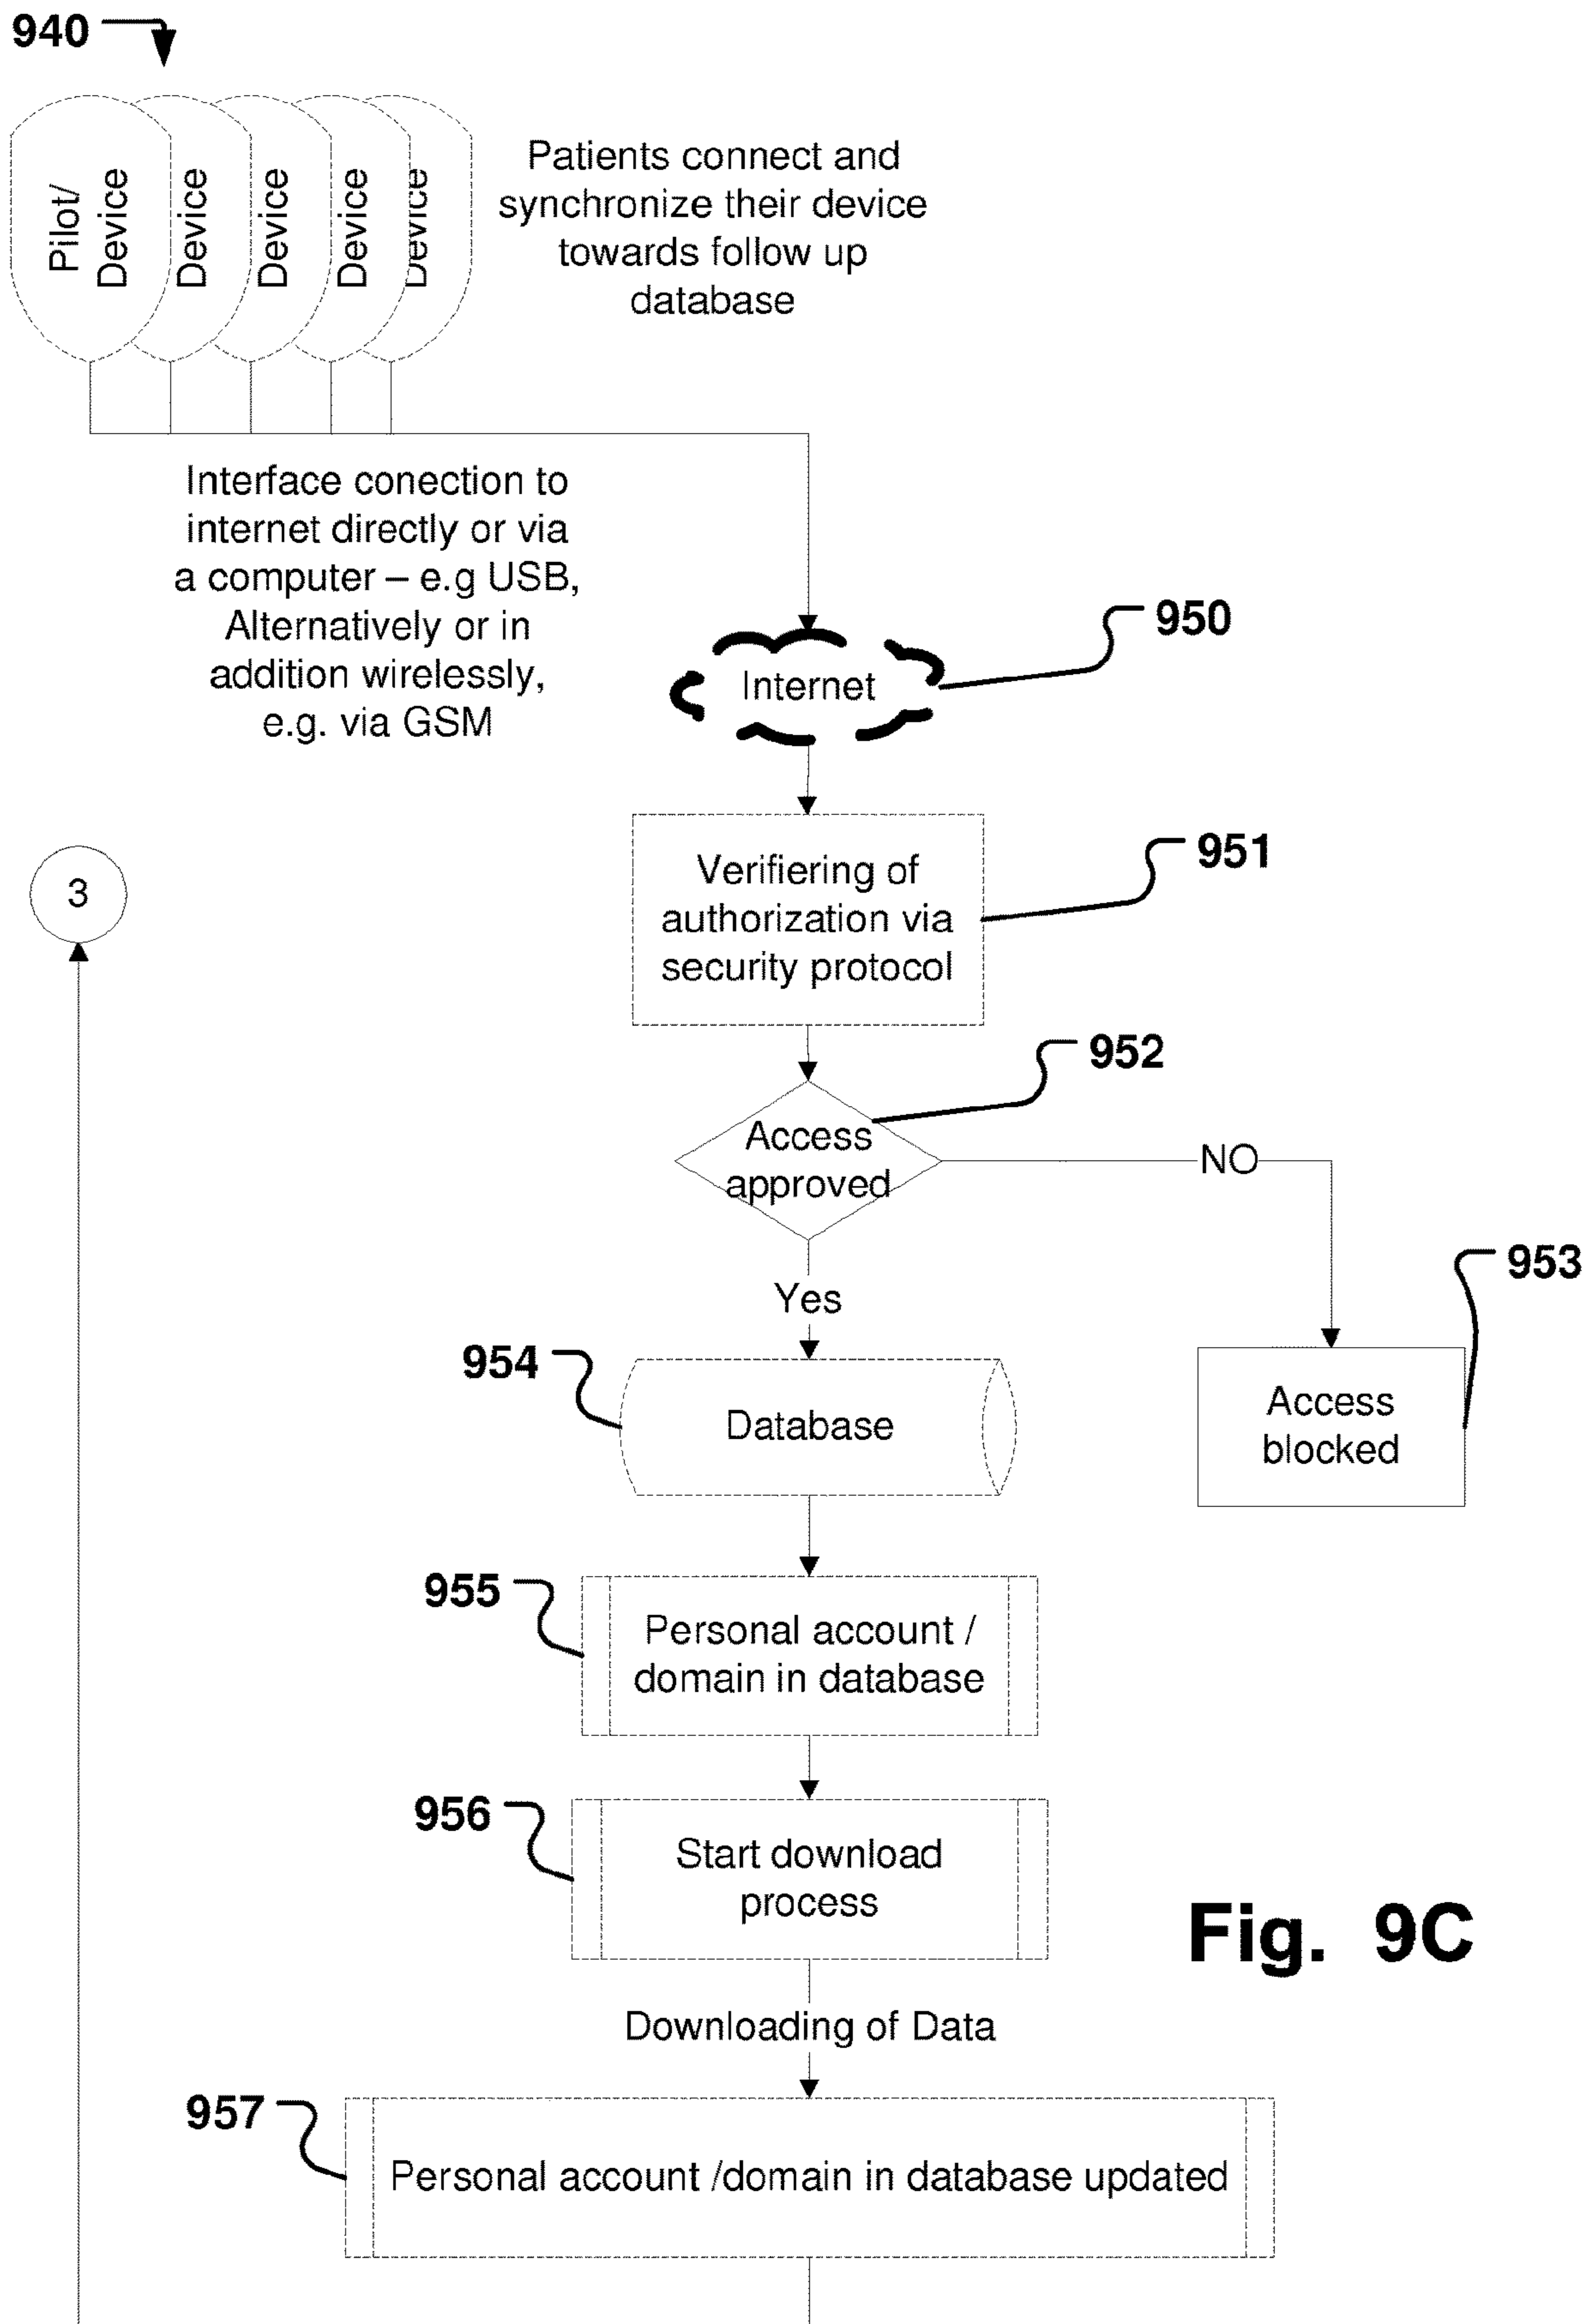 940
Pilot/
Device
Device
Device
Device
Device
Patients connect and
synchronize their device
towards follow up
database
Interface conection to
internet directly or via
a computer – e.g USB,
Alternatively or in
addition wirelessly,
e.g. via GSM
950
Internet
951
Verifiering of
authorization via
security protocol
3
952
Access
approved
NO
Yes
953
Access
blocked
954
Database
955
Personal account /
domain in database
956
Start download
process
Fig. 9C
Downloading of Data
957
Personal account /domain in database updated